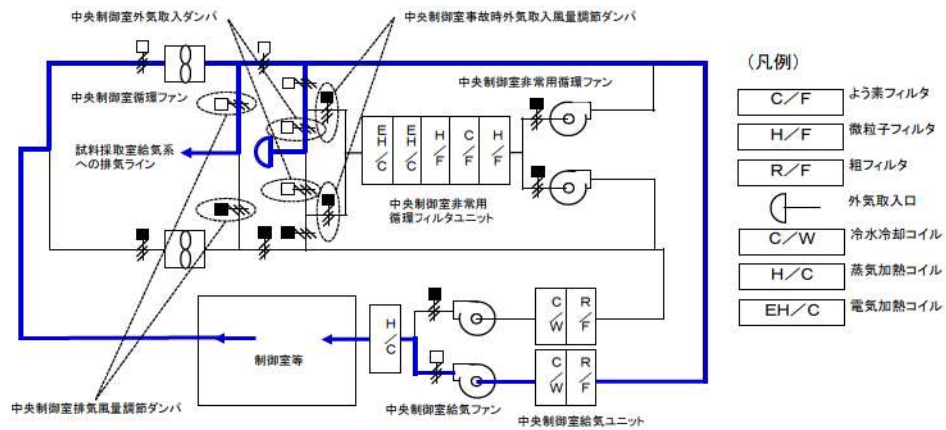 中央制御室外気取入ダンパ
中央制御室事故時外気取入風量調節ダンパ
中央制御室循環ファン
中央制御室非常用循環ファン
試料採取室給気系
への排気ライン
EH/C
EH/C
H/F
C/F
H/F
中央制御室非常用
循環フィルタユニット
制御室等
H/C
C/W
R/F
C/W
R/F
中央制御室排気風量調節ダンパ
中央制御室給気ファン
中央制御室給気ユニット
(凡例)
C/F よう素フィルタ
H/F 微粒子フィルタ
R/F 粗フィルタ
外気取入口
C/W 冷水冷却コイル
H/C 蒸気加熱コイル
EH/C 電気加熱コイル